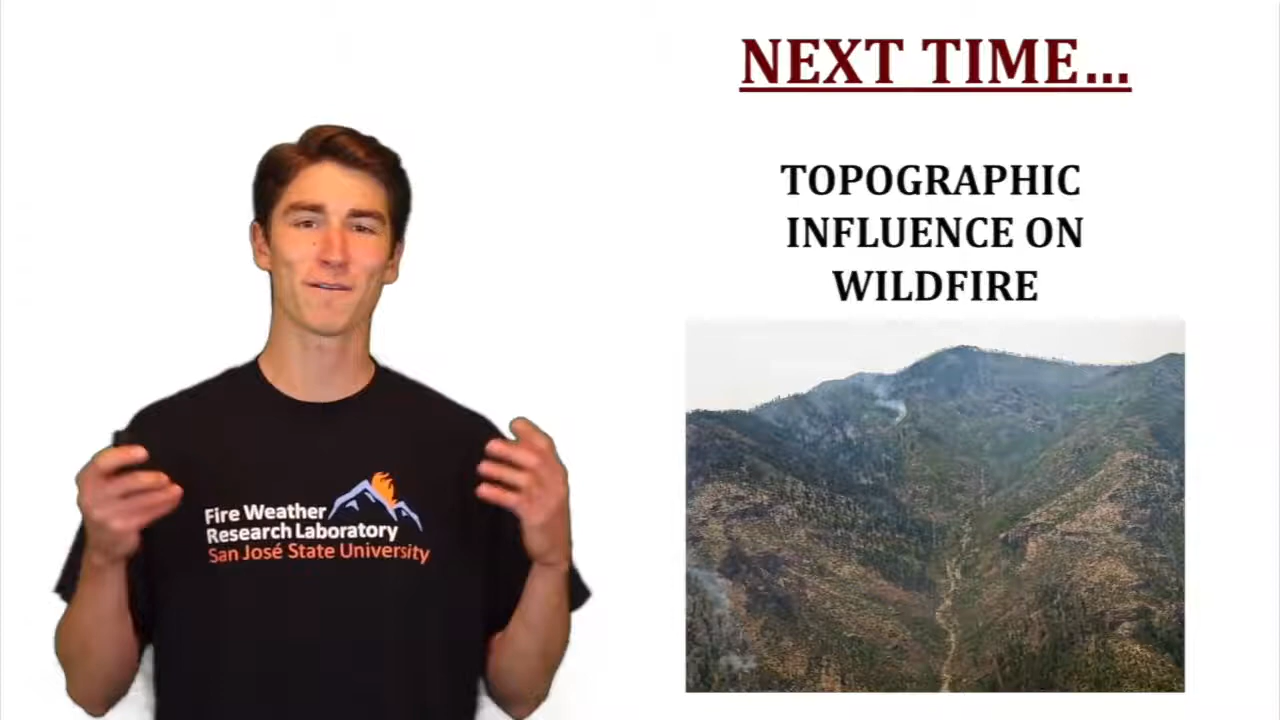 NEXT TIME...
TOPOGRAPHIC
INFLUENCE ON
WILDFIRE
Fire Weather
Research Laboratory
San José State University